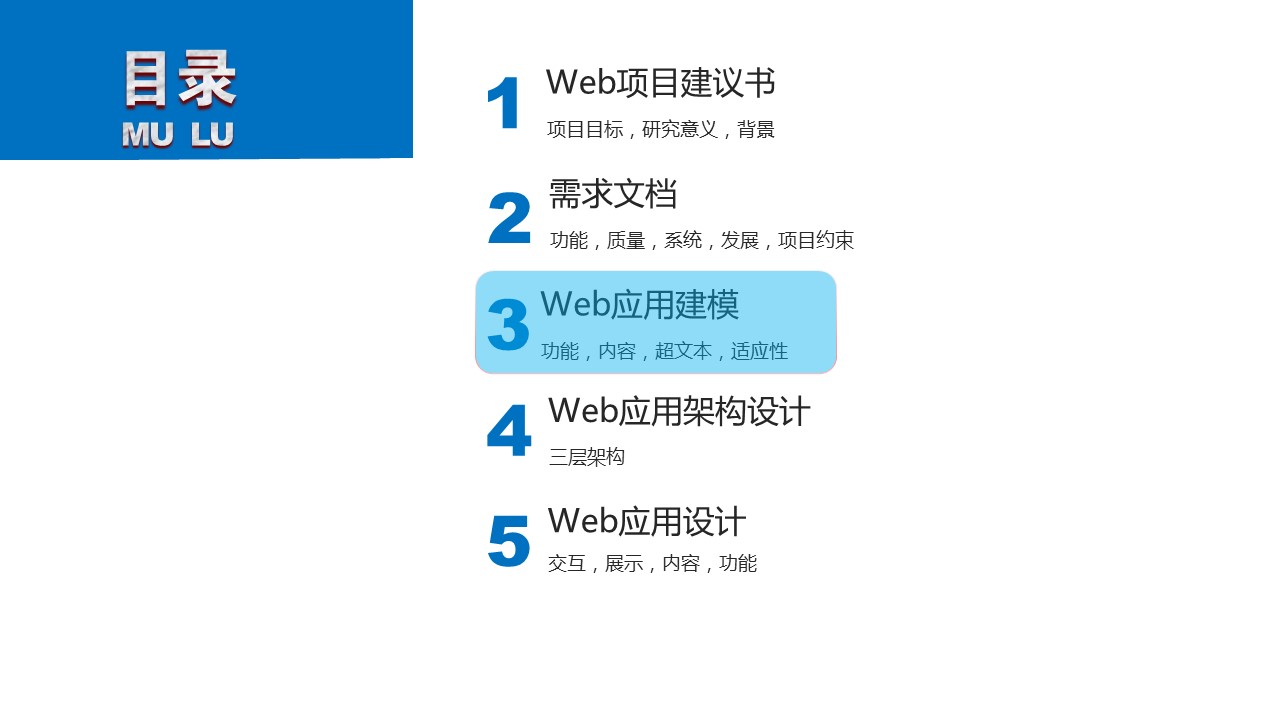 目录
MU LU
1
Web项目建议书
项目目标，研究意义，背景
2
需求文档
功能，质量，系统，发展，项目约束
3
Web应用建模
功能，内容，超文本，适应性
4
Web应用架构设计
三层架构
5
Web应用设计
交互，展示，内容，功能